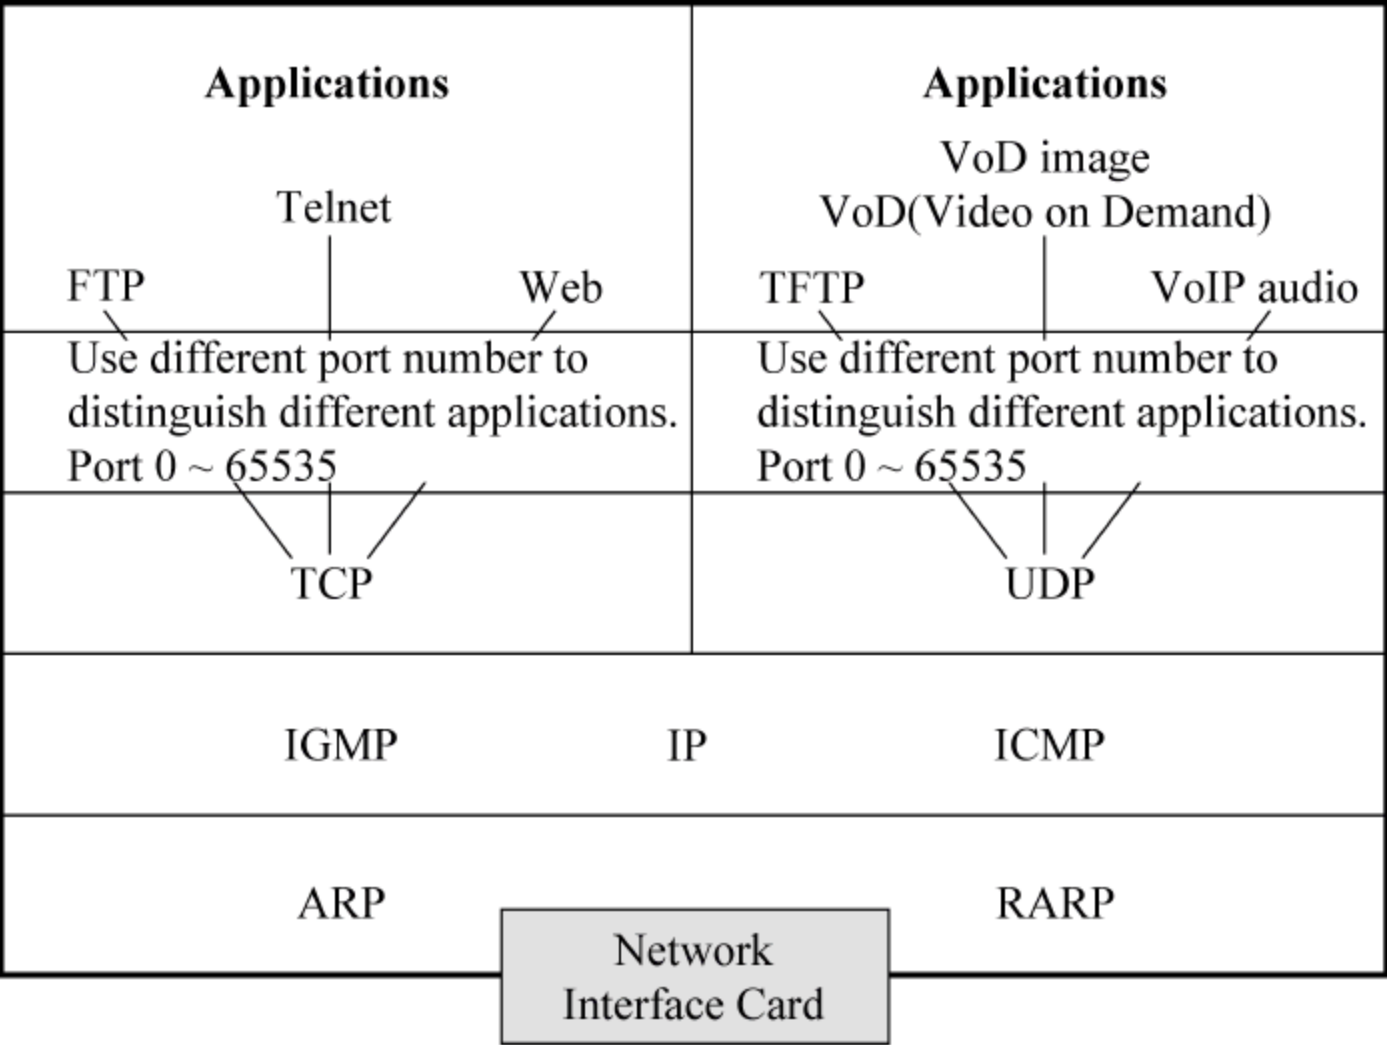 Applications
Telnet
FTP
Web
Use different port number to
distinguish different applications.
Port 0 ~ 65535
TCP
Applications
VoD image
VoD(Video on Demand)
TFTP
VoIP audio
Use different port number to
distinguish different applications.
Port 0 ~ 65535
UDP
IGMP
IP
ICMP
ARP
RARP
Network
Interface Card